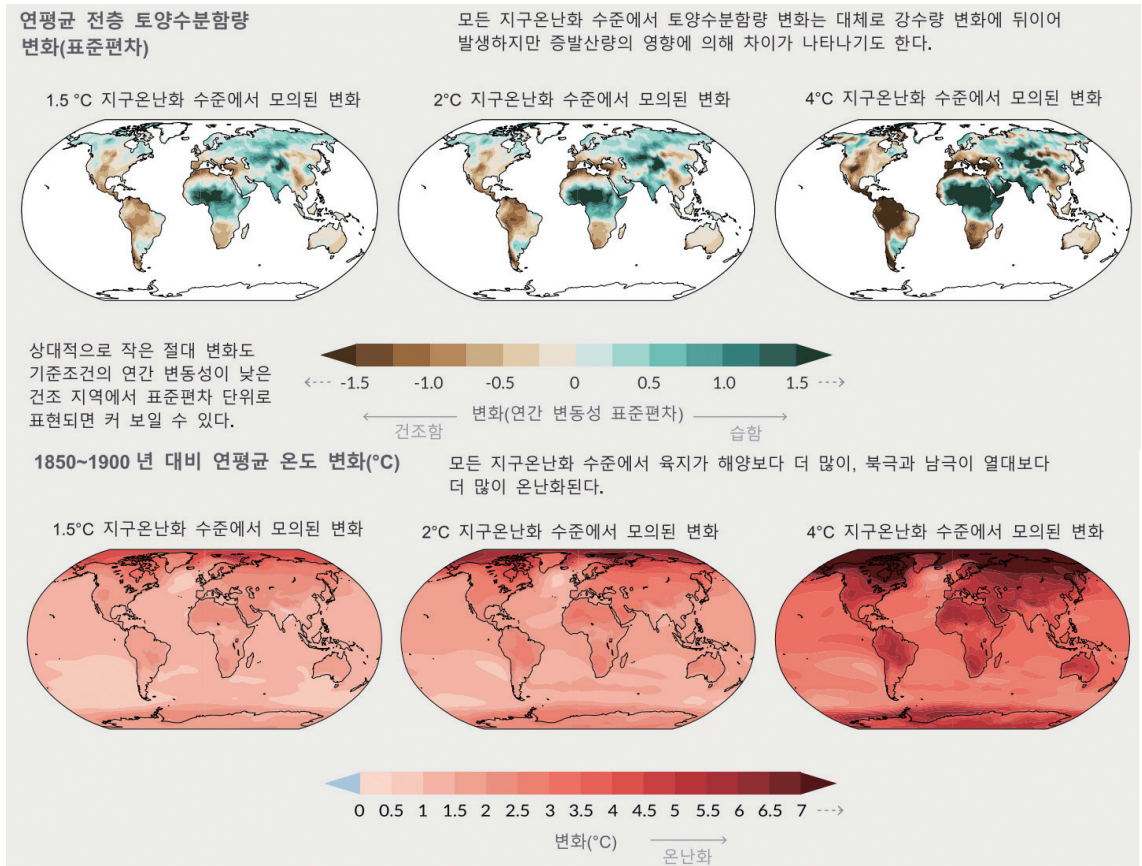 연평균 전층 토양수분함량
변화(표준편차)
모든 지구온난화 수준에서 토양수분함량 변화는 대체로 강수량 변화에 뒤이어
발생하지만 증발산량의 영향에 의해 차이가 나타나기도 한다.
1.5 °C 지구온난화 수준에서 모의된 변화
2°C 지구온난화 수준에서 모의된 변화
4°C 지구온난화 수준에서 모의된 변화
상대적으로 작은 절대 변화도
기준조건의 연간 변동성이 낮은
건조 지역에서 표준편차 단위로
표현되면 커 보일 수 있다.
-1.5 -1.0 -0.5 0 0.5 1.0 1.5
변화(연간 변동성 표준편차)
건조함
습함
1850~1900 년 대비 연평균 온도 변화(°C)
모든 지구온난화 수준에서 육지가 해양보다 더 많이, 북극과 남극이 열대보다
더 많이 온난화된다.
1.5°C 지구온난화 수준에서 모의된 변화
2°C 지구온난화 수준에서 모의된 변화
4°C 지구온난화 수준에서 모의된 변화
0 0.5 1 1.5 2 2.5 3 3.5 4 4.5 5 5.5 6 6.5 7
변화(°C)
온난화